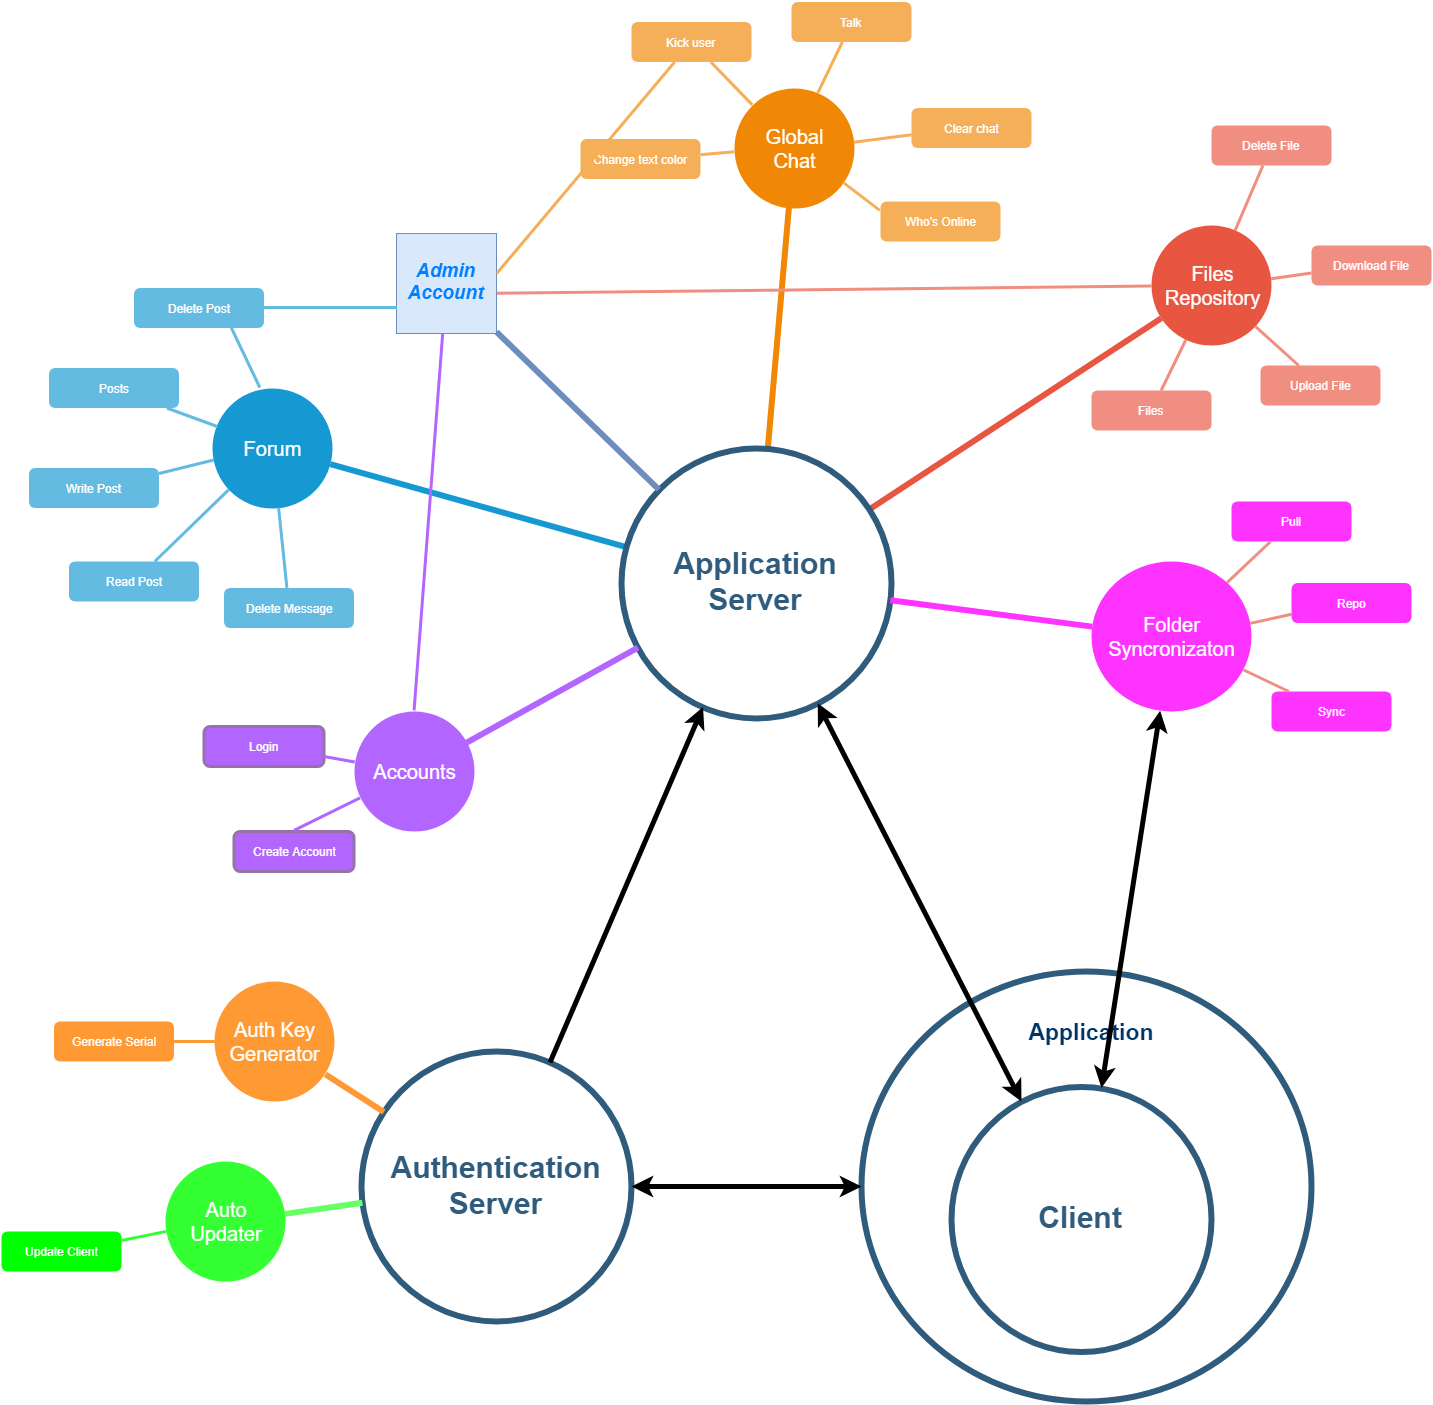 Talk
Kick user
Global
Chat
Clear chat
Change text color
Delete File
Who's Online
Admin
Account
Files
Repository
Download File
Delete Post
Posts
Upload File
Files
Forum
Write Post
Pull
Application
Server
Read Post
Delete Message
Repo
Folder
Syncronizaton
Sync
Login
Accounts
Create Account
Auth Key
Generator
Generate Serial
Application
Authentication
Server
Auto
Updater
Client
Update Client